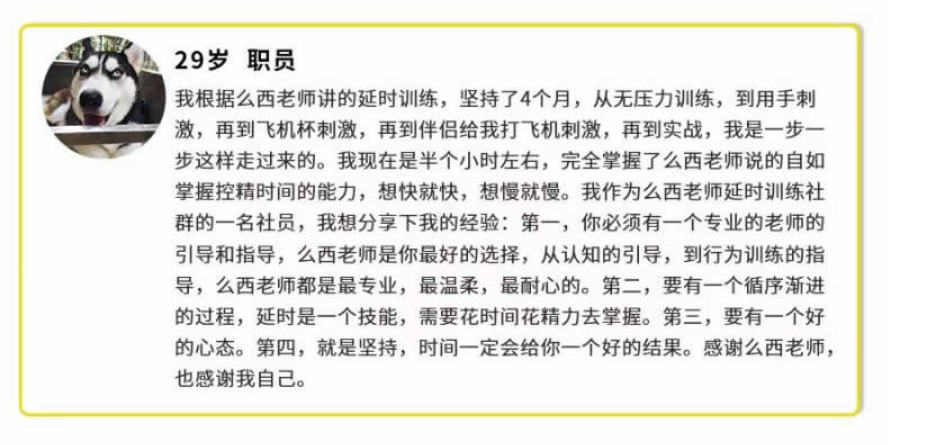 29岁 职员
我根据么西老师讲的延时训练，坚持了4个月，从无压力训练，到用手刺
激，再到飞机杯刺激，再到伴侣给我打飞机刺激，再到实战，我是一步一
步这样走过来的。我现在是半个小时左右，完全掌握了么西老师说的自如
掌握控精时间的能力，想快就快，想慢就慢。我作为么西老师延时训练社
群的一名社员，我想分享下我的经验：第一，你必须有一个专业的老师的
引导和指导，么西老师是你最好的选择，从认知的引导，到行为训练的指
导，么西老师都是最专业，最温柔，最耐心的。第二，要有一个循序渐进
的过程，延时是一个技能，需要花时间花精力去掌握。第三，要有一个好
的心态。第四，就是坚持，时间一定会给你一个好的结果。感谢么西老师，
也感谢我自己。